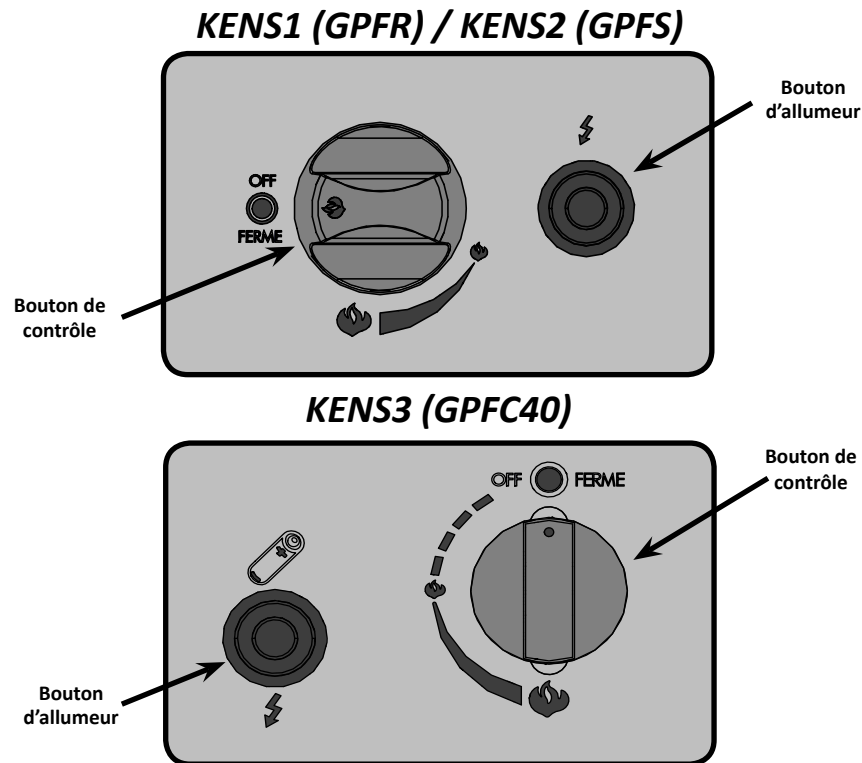 KENS1 (GPFR) / KENS2 (GPFS)
Bouton
d'allumeur
OFF
FERME
Bouton de
contrôle
KENS3 (GPFC40)
Bouton de
contrôle
OFF FERME
Bouton
d'allumeur